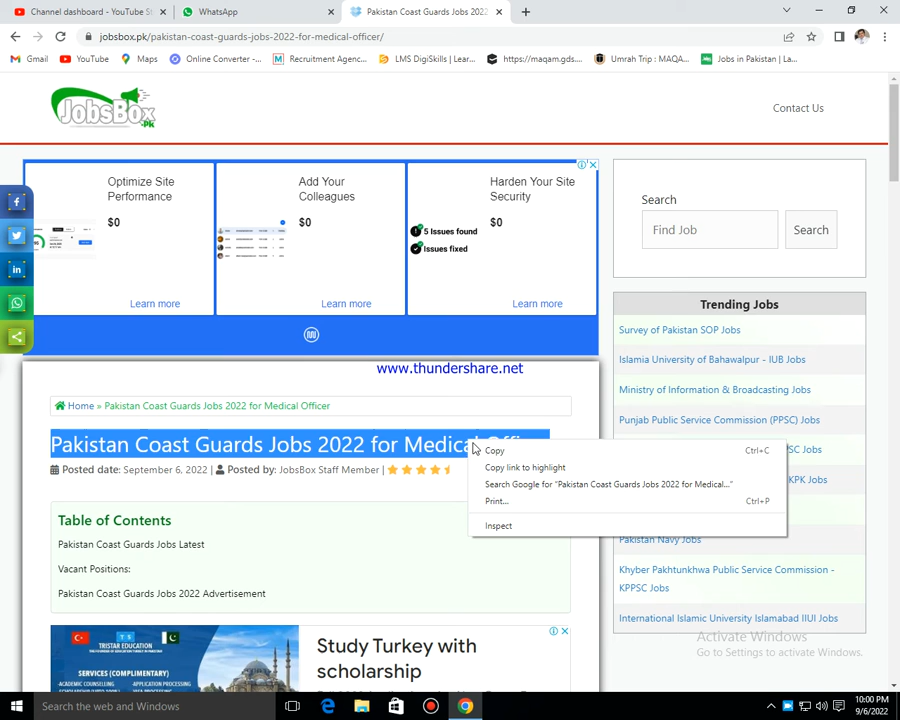 Channel dashboard - YouTube St
WhatsApp
Pakistan Coast Guards Jobs 2022
jobsbox.pk/pakistan-coast-guards-jobs-2022-for-medical-officer/
Gmail
YouTube
Maps
Online Converter -...
Recruitment Agenc...
LMS DigiSkills | Lear...
https://maqam.gds....
Umrah Trip : MAQA...
Jobs in Pakistan | La...
JobsBox.PK
Contact Us
Optimize Site
Performance
$0
Learn more
Add Your
Colleagues
$0
Learn more
Harden Your Site
Security
$0
5 Issues found
Issues fixed
Learn more
Search
Find Job
Search
www.thundershare.net
Home » Pakistan Coast Guards Jobs 2022 for Medical Officer
Pakistan Coast Guards Jobs 2022 for Medical
Posted date: September 6, 2022 Posted by: JobsBox Staff Member
Copy Ctrl+C
Copy link to highlight
Search Google for "Pakistan Coast Guards Jobs 2022 for Medical..."
Print... Ctrl+P
Inspect
Table of Contents
Pakistan Coast Guards Jobs Latest
Vacant Positions:
Pakistan Coast Guards Jobs 2022 Advertisement
Trending Jobs
Survey of Pakistan SOP Jobs
Islamia University of Bahawalpur - IUB Jobs
Ministry of Information & Broadcasting Jobs
Punjab Public Service Commission (PPSC) Jobs
SC Jobs
KPK Jobs
Pakistan Navy Jobs
Khyber Pakhtunkhwa Public Service Commission -
KPPSC Jobs
International Islamic University Islamabad IIUI Jobs
TRISTAR EDUCATION
SERVICES (COMPLIMENTARY)
Study Turkey with
scholarship
Activate Windows
Go to Settings to activate Windows.
Search the web and Windows
10:00 PM
9/6/2022